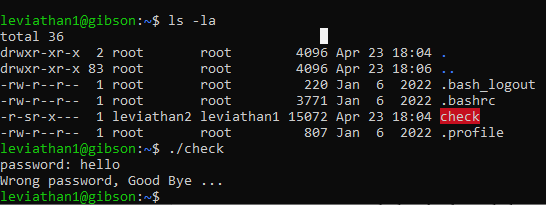 leviathan1@gibson:~$ ls -la
total 36
drwxr-xr-x  2 root       root        4096 Apr 23 18:04 .
drwxr-xr-x 83 root       root        4096 Apr 23 18:06 ..
-rw-r--r--  1 root       root         220 Jan  6  2022 .bash_logout
-rw-r--r--  1 root       root        3771 Jan  6  2022 .bashrc
-r-sr-x---  1 leviathan2 leviathan1 15072 Apr 23 18:04 check
-rw-r--r--  1 root       root         807 Jan  6  2022 .profile
leviathan1@gibson:~$ ./check
password: hello
Wrong password, Good Bye ...
leviathan1@gibson:~$